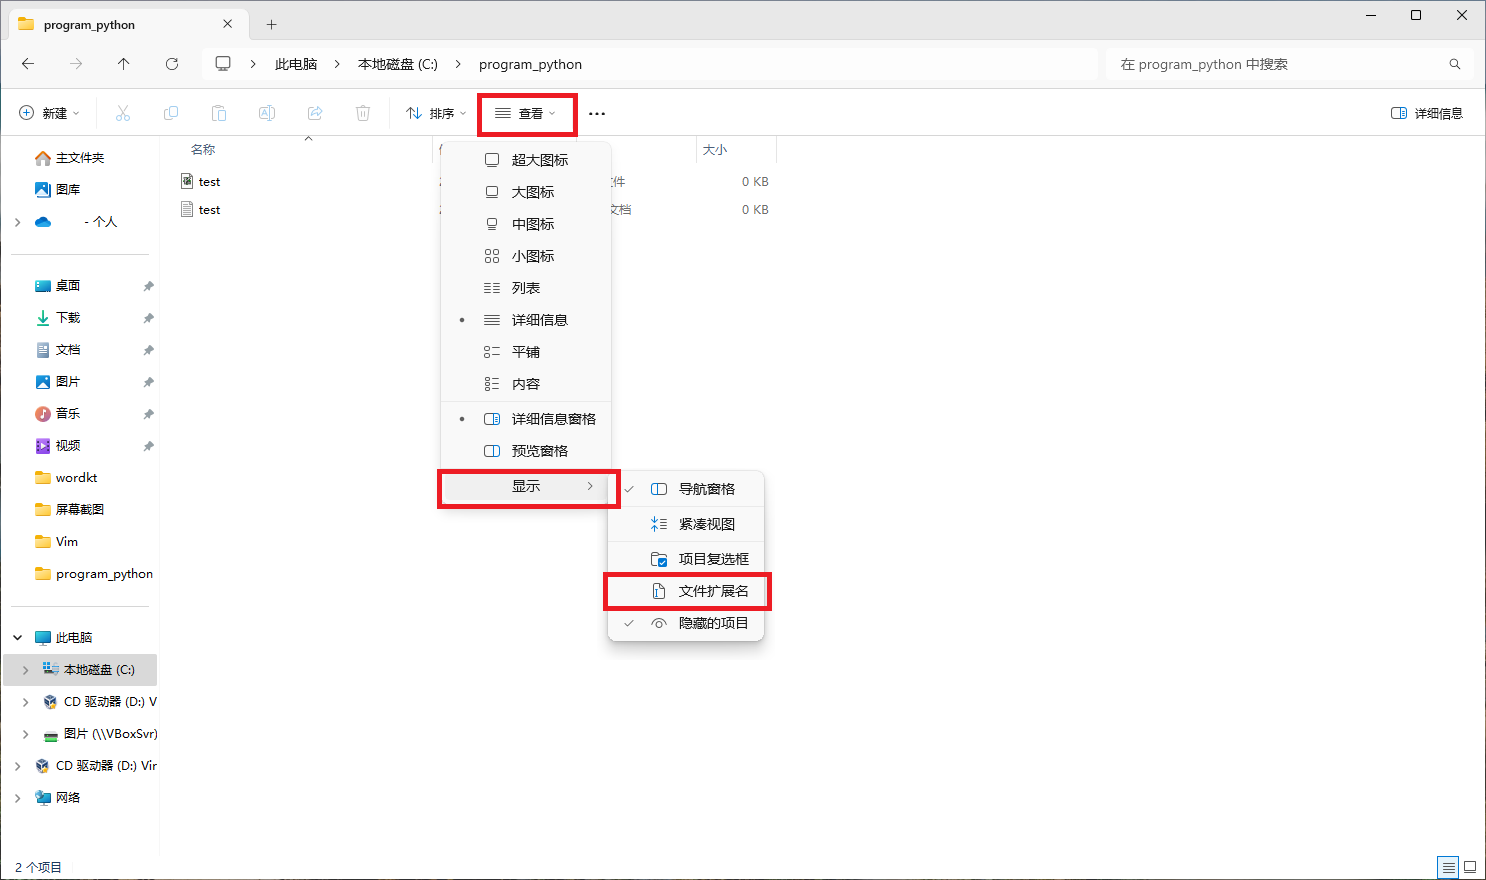 program_python
此电脑
本地磁盘 (C:)
program_python
在 program_python 中搜索
新建
排序
查看
详细信息
名称
大小
test
件
0 KB
test
文档
0 KB
主文件夹
图库
- 个人
桌面
下载
文档
图片
音乐
视频
wordkt
屏幕截图
Vim
program_python
此电脑
本地磁盘 (C:)
CD 驱动器 (D:) V
图片 (\\VBoxSvr)
CD 驱动器 (D:) Vir
网络
超大图标
大图标
中图标
小图标
列表
详细信息
平铺
内容
详细信息窗格
预览窗格
显示
导航窗格
紧凑视图
项目复选框
文件扩展名
隐藏的项目
2 个项目